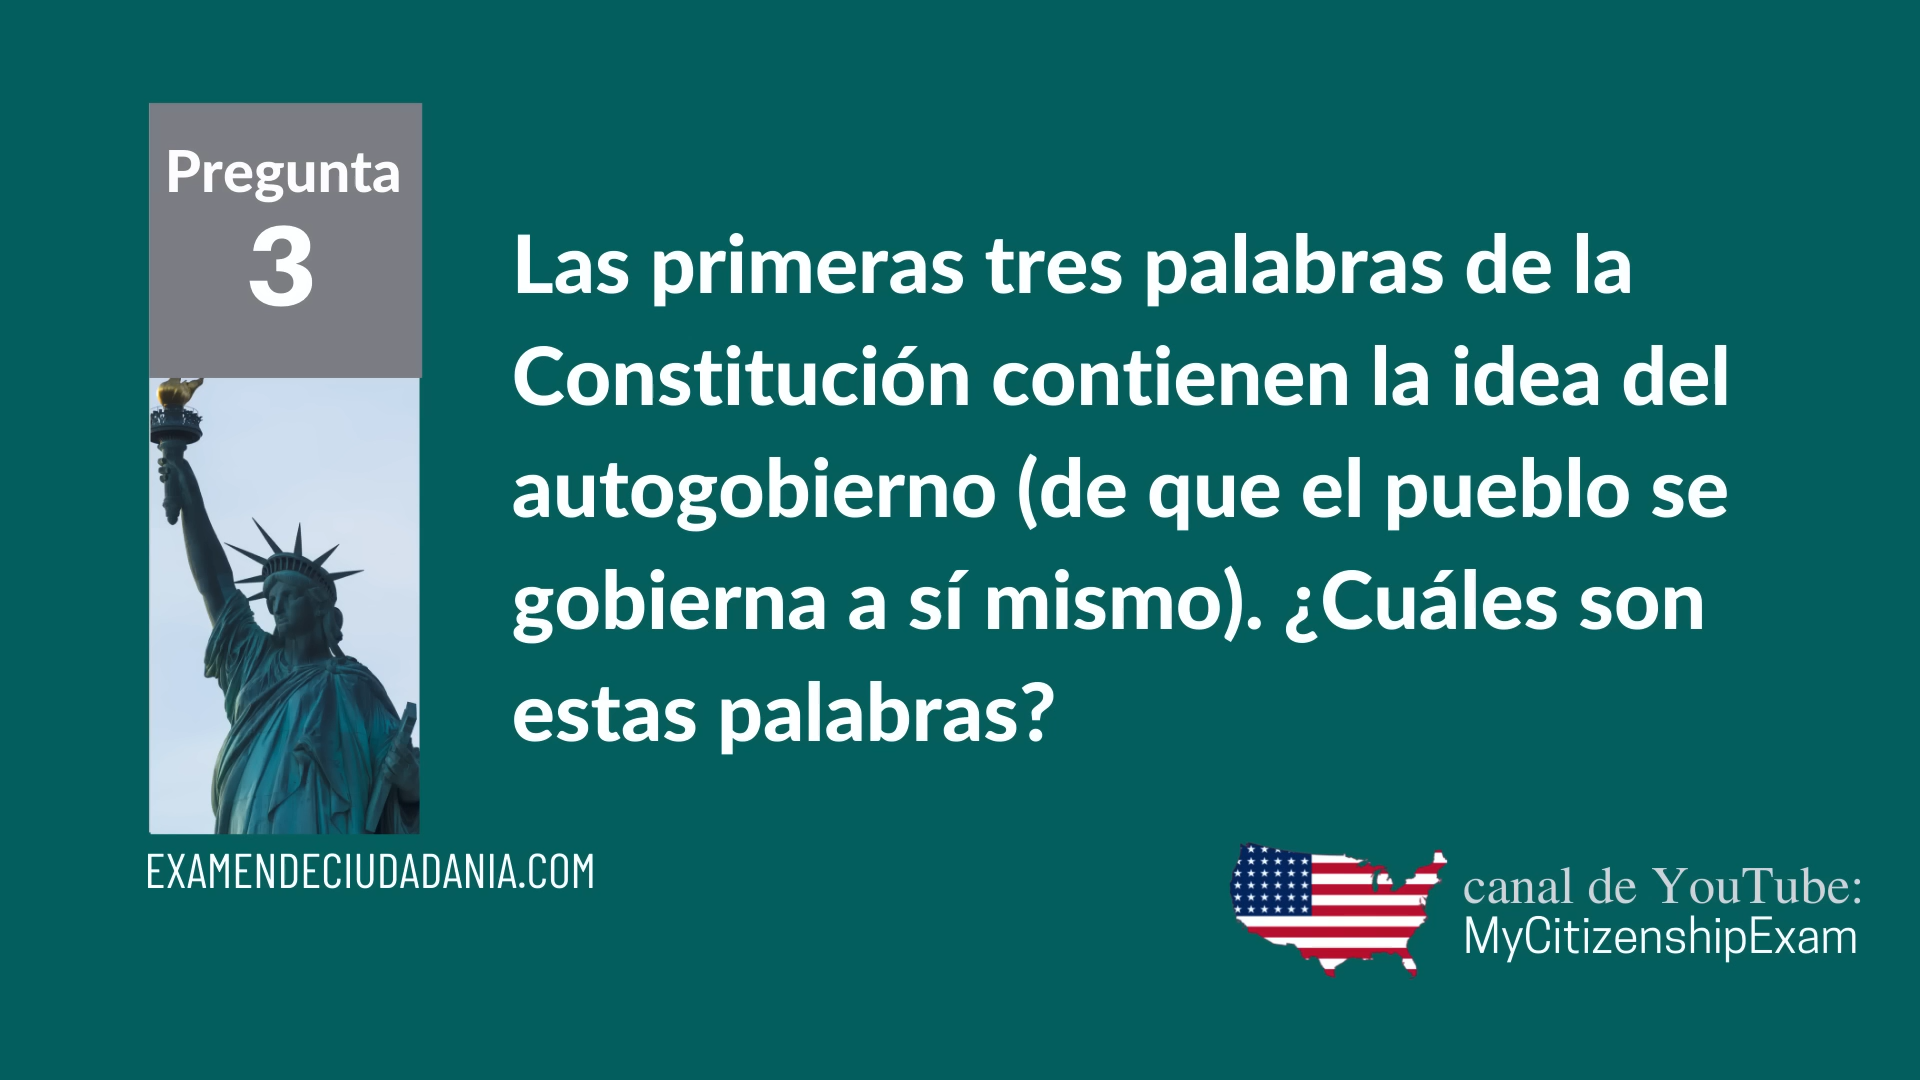 Pregunta
3
Las primeras tres palabras de la
Constitución contienen la idea del
autogobierno (de que el pueblo se
gobierna a sí mismo). ¿Cuáles son
estas palabras?
EXAMENDECIUDADANIA.COM
canal de YouTube:
MyCitizenshipExam